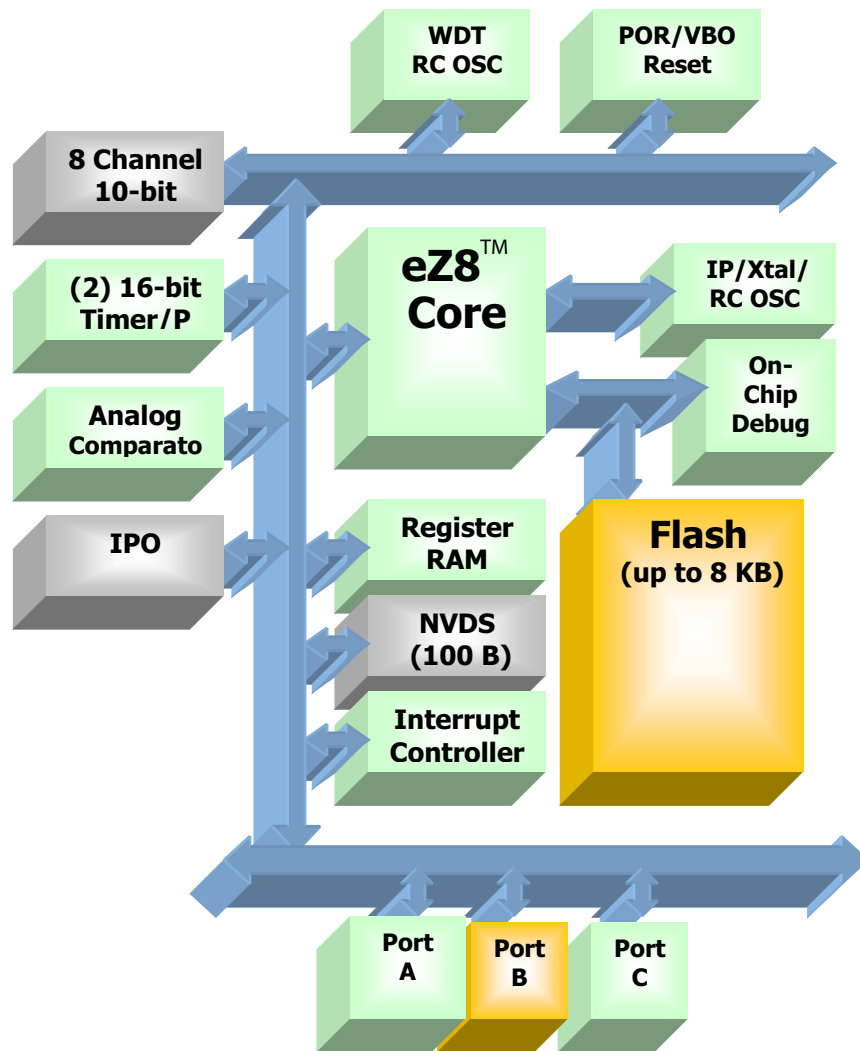 WDT
RC OSC
POR/VBO
Reset
8 Channel
10-bit
(2) 16-bit
Timer/P
Analog
Comparato
IPO
eZ8™
Core
IP/Xtal/
RC OSC
On-
Chip
Debug
Register
RAM
NVDS
(100 B)
Interrupt
Controller
Flash
(up to 8 KB)
Port
A
Port
B
Port
C